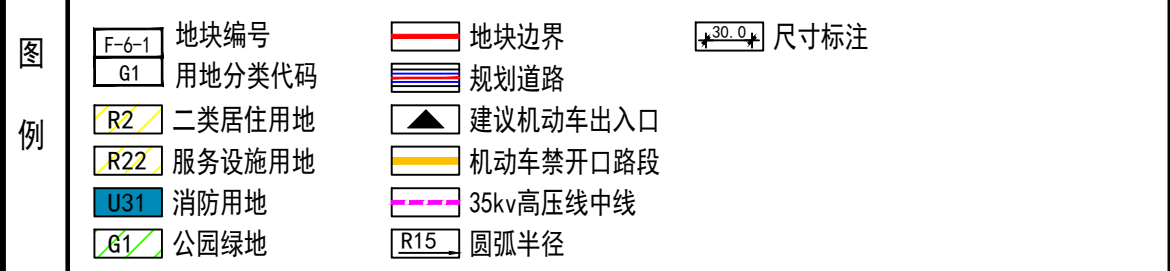 图例
F-6-1 地块编号
G1 用地分类代码
R2 二类居住用地
R22 服务设施用地
U31 消防用地
G1 公园绿地
地块边界
规划道路
建议机动车出入口
机动车禁开口路段
35kv高压线中线
R15 圆弧半径
30.0 尺寸标注